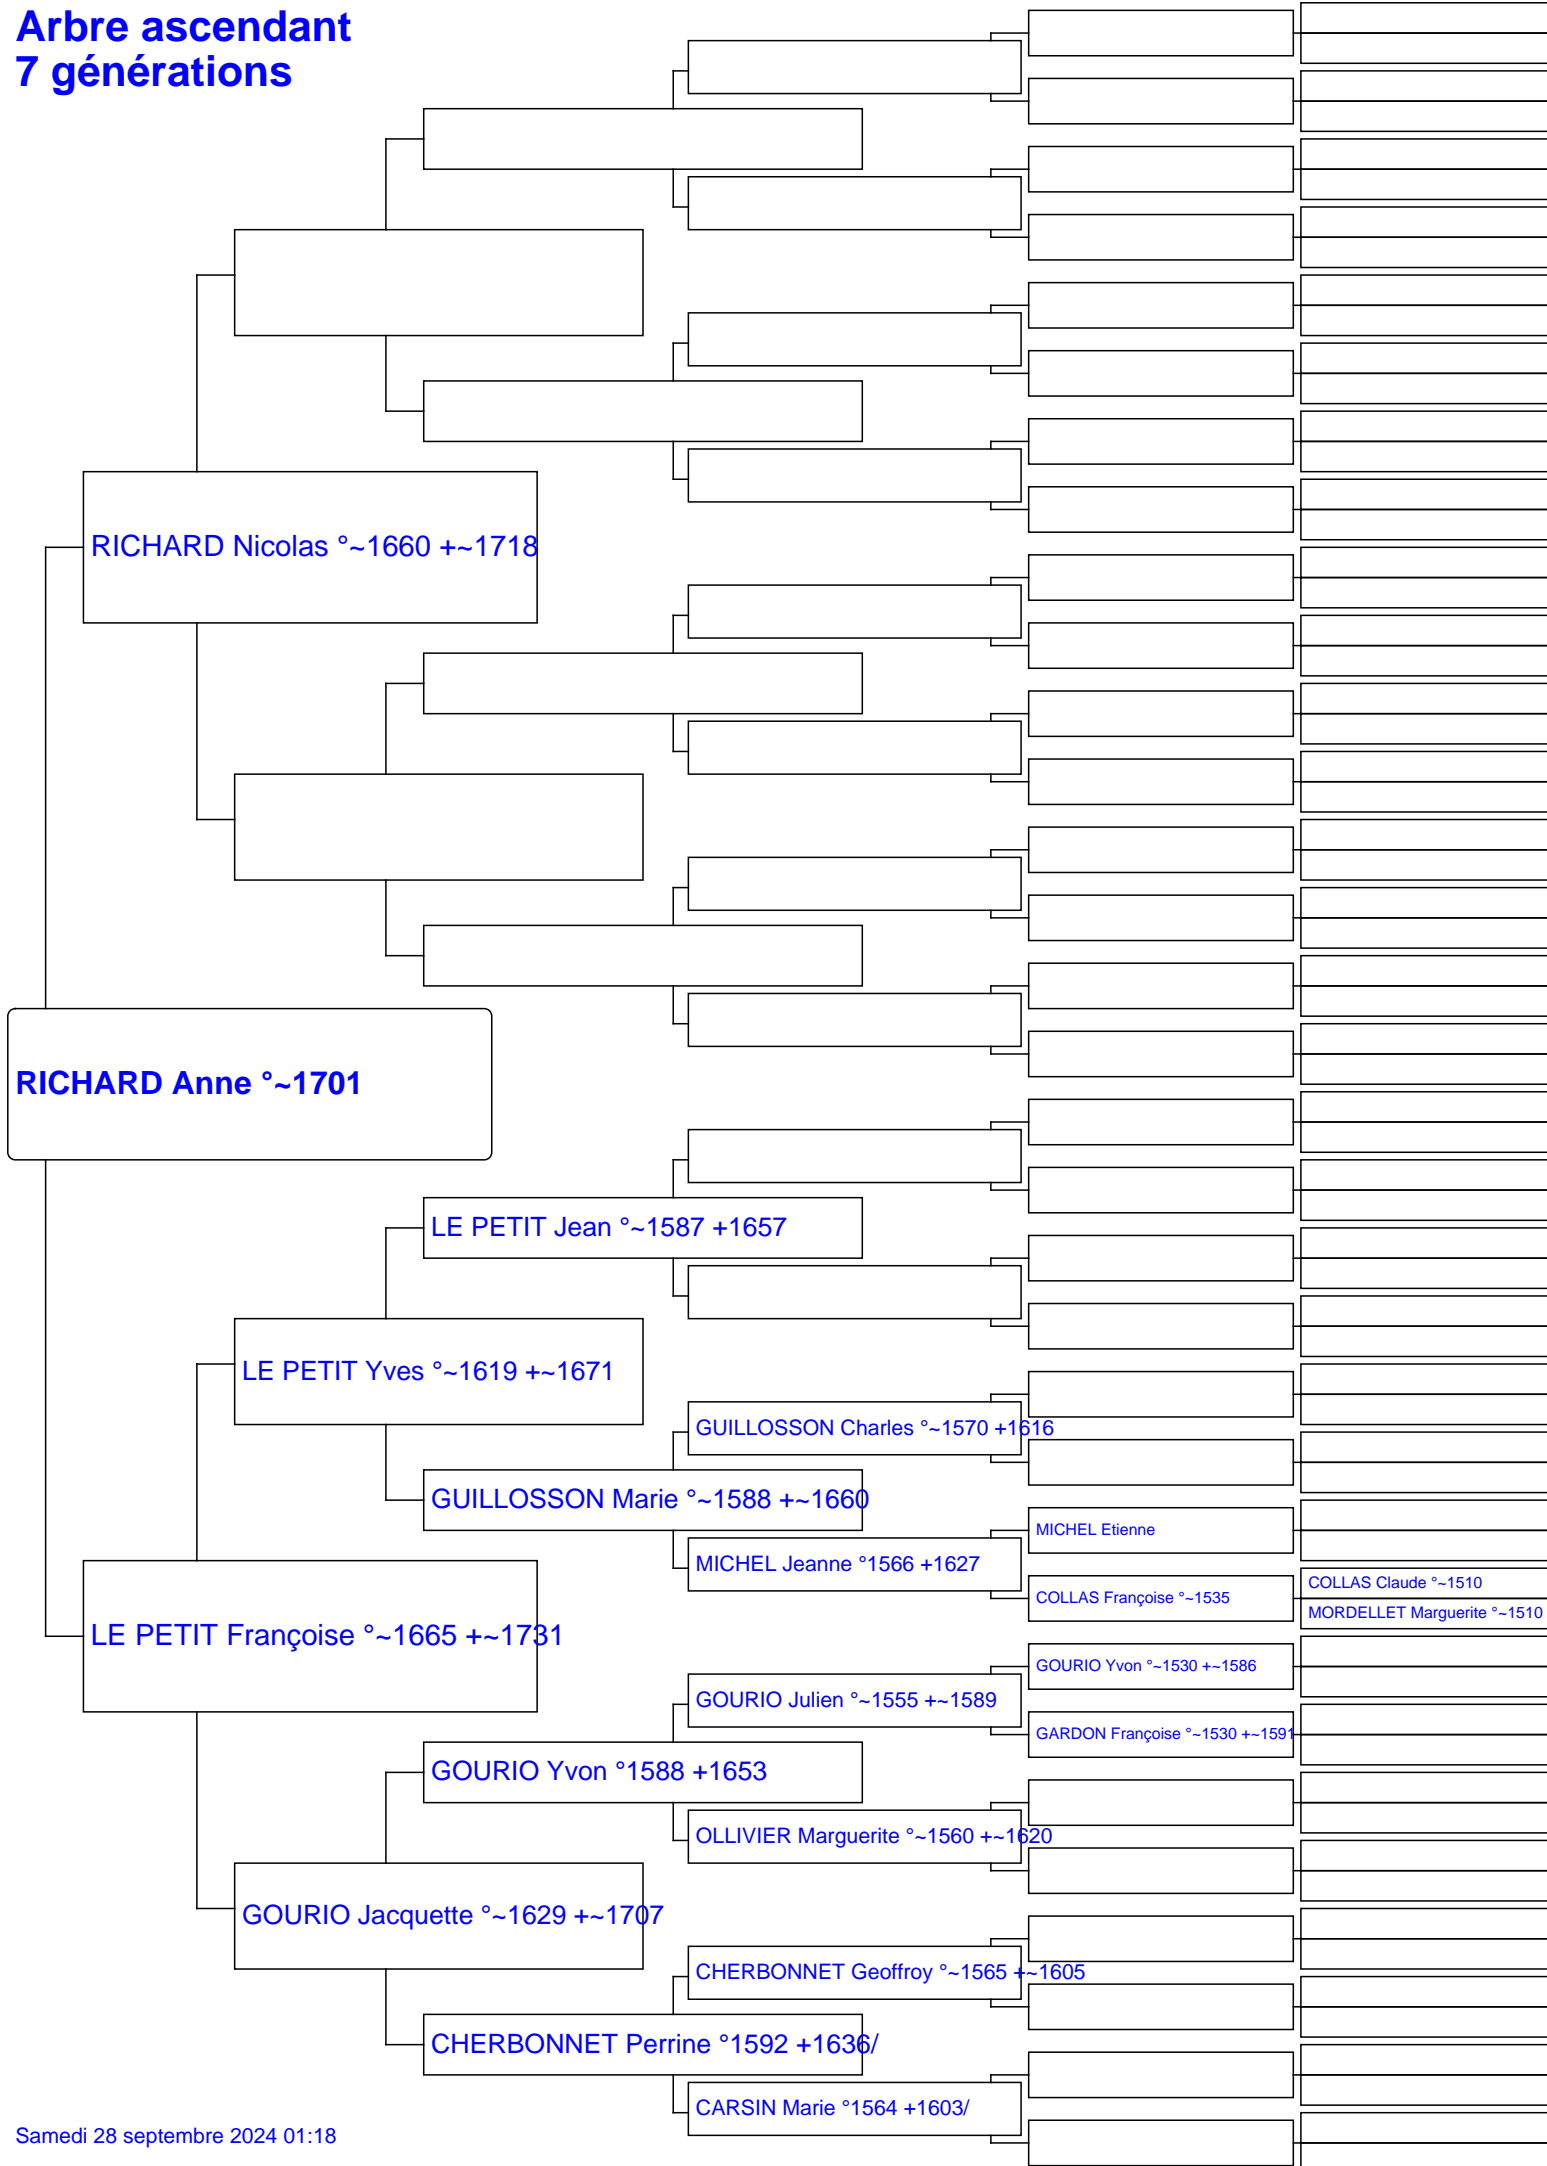 Arbre ascendant
7 générations
RICHARD Nicolas °~1660 +~1718
RICHARD Anne °~1701
LE PETIT Jean °~1587 +1657
LE PETIT Yves °~1619 +~1671
GUILLOSSON Charles °~1570 +1616
GUILLOSSON Marie °~1588 +~1660
MICHEL Etienne
MICHEL Jeanne °1566 +1627
COLLAS Claude °~1510
COLLAS Françoise °~1535
MORDELLET Marguerite °~1510
LE PETIT Françoise °~1665 +~1731
GOURIO Yvon °~1530 +~1586
GOURIO Julien °~1555 +~1589
GARDON Françoise °~1530 +~1591
GOURIO Yvon °1588 +1653
OLLIVIER Marguerite °~1560 +~1620
GOURIO Jacquette °~1629 +~1707
CHERBONNET Geoffroy °~1565 +~1605
CHERBONNET Perrine °1592 +1636/
CARSIN Marie °1564 +1603/
Samedi 28 septembre 2024 01:18